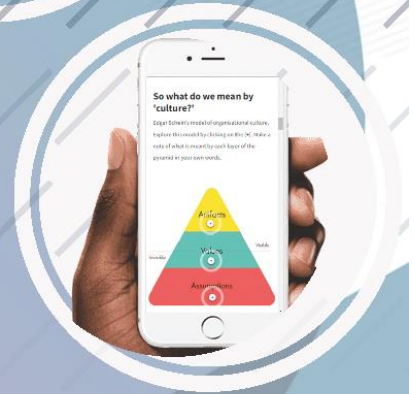 So what do we mean by
'culture?'
Edgar Schein's model of organisational culture.
Explore this model by clicking on the [+]. Make a
note of what is meant by each layer of the
pyramid in your own words.
Artifacts
Visible
Values
Invisible
Assumptions